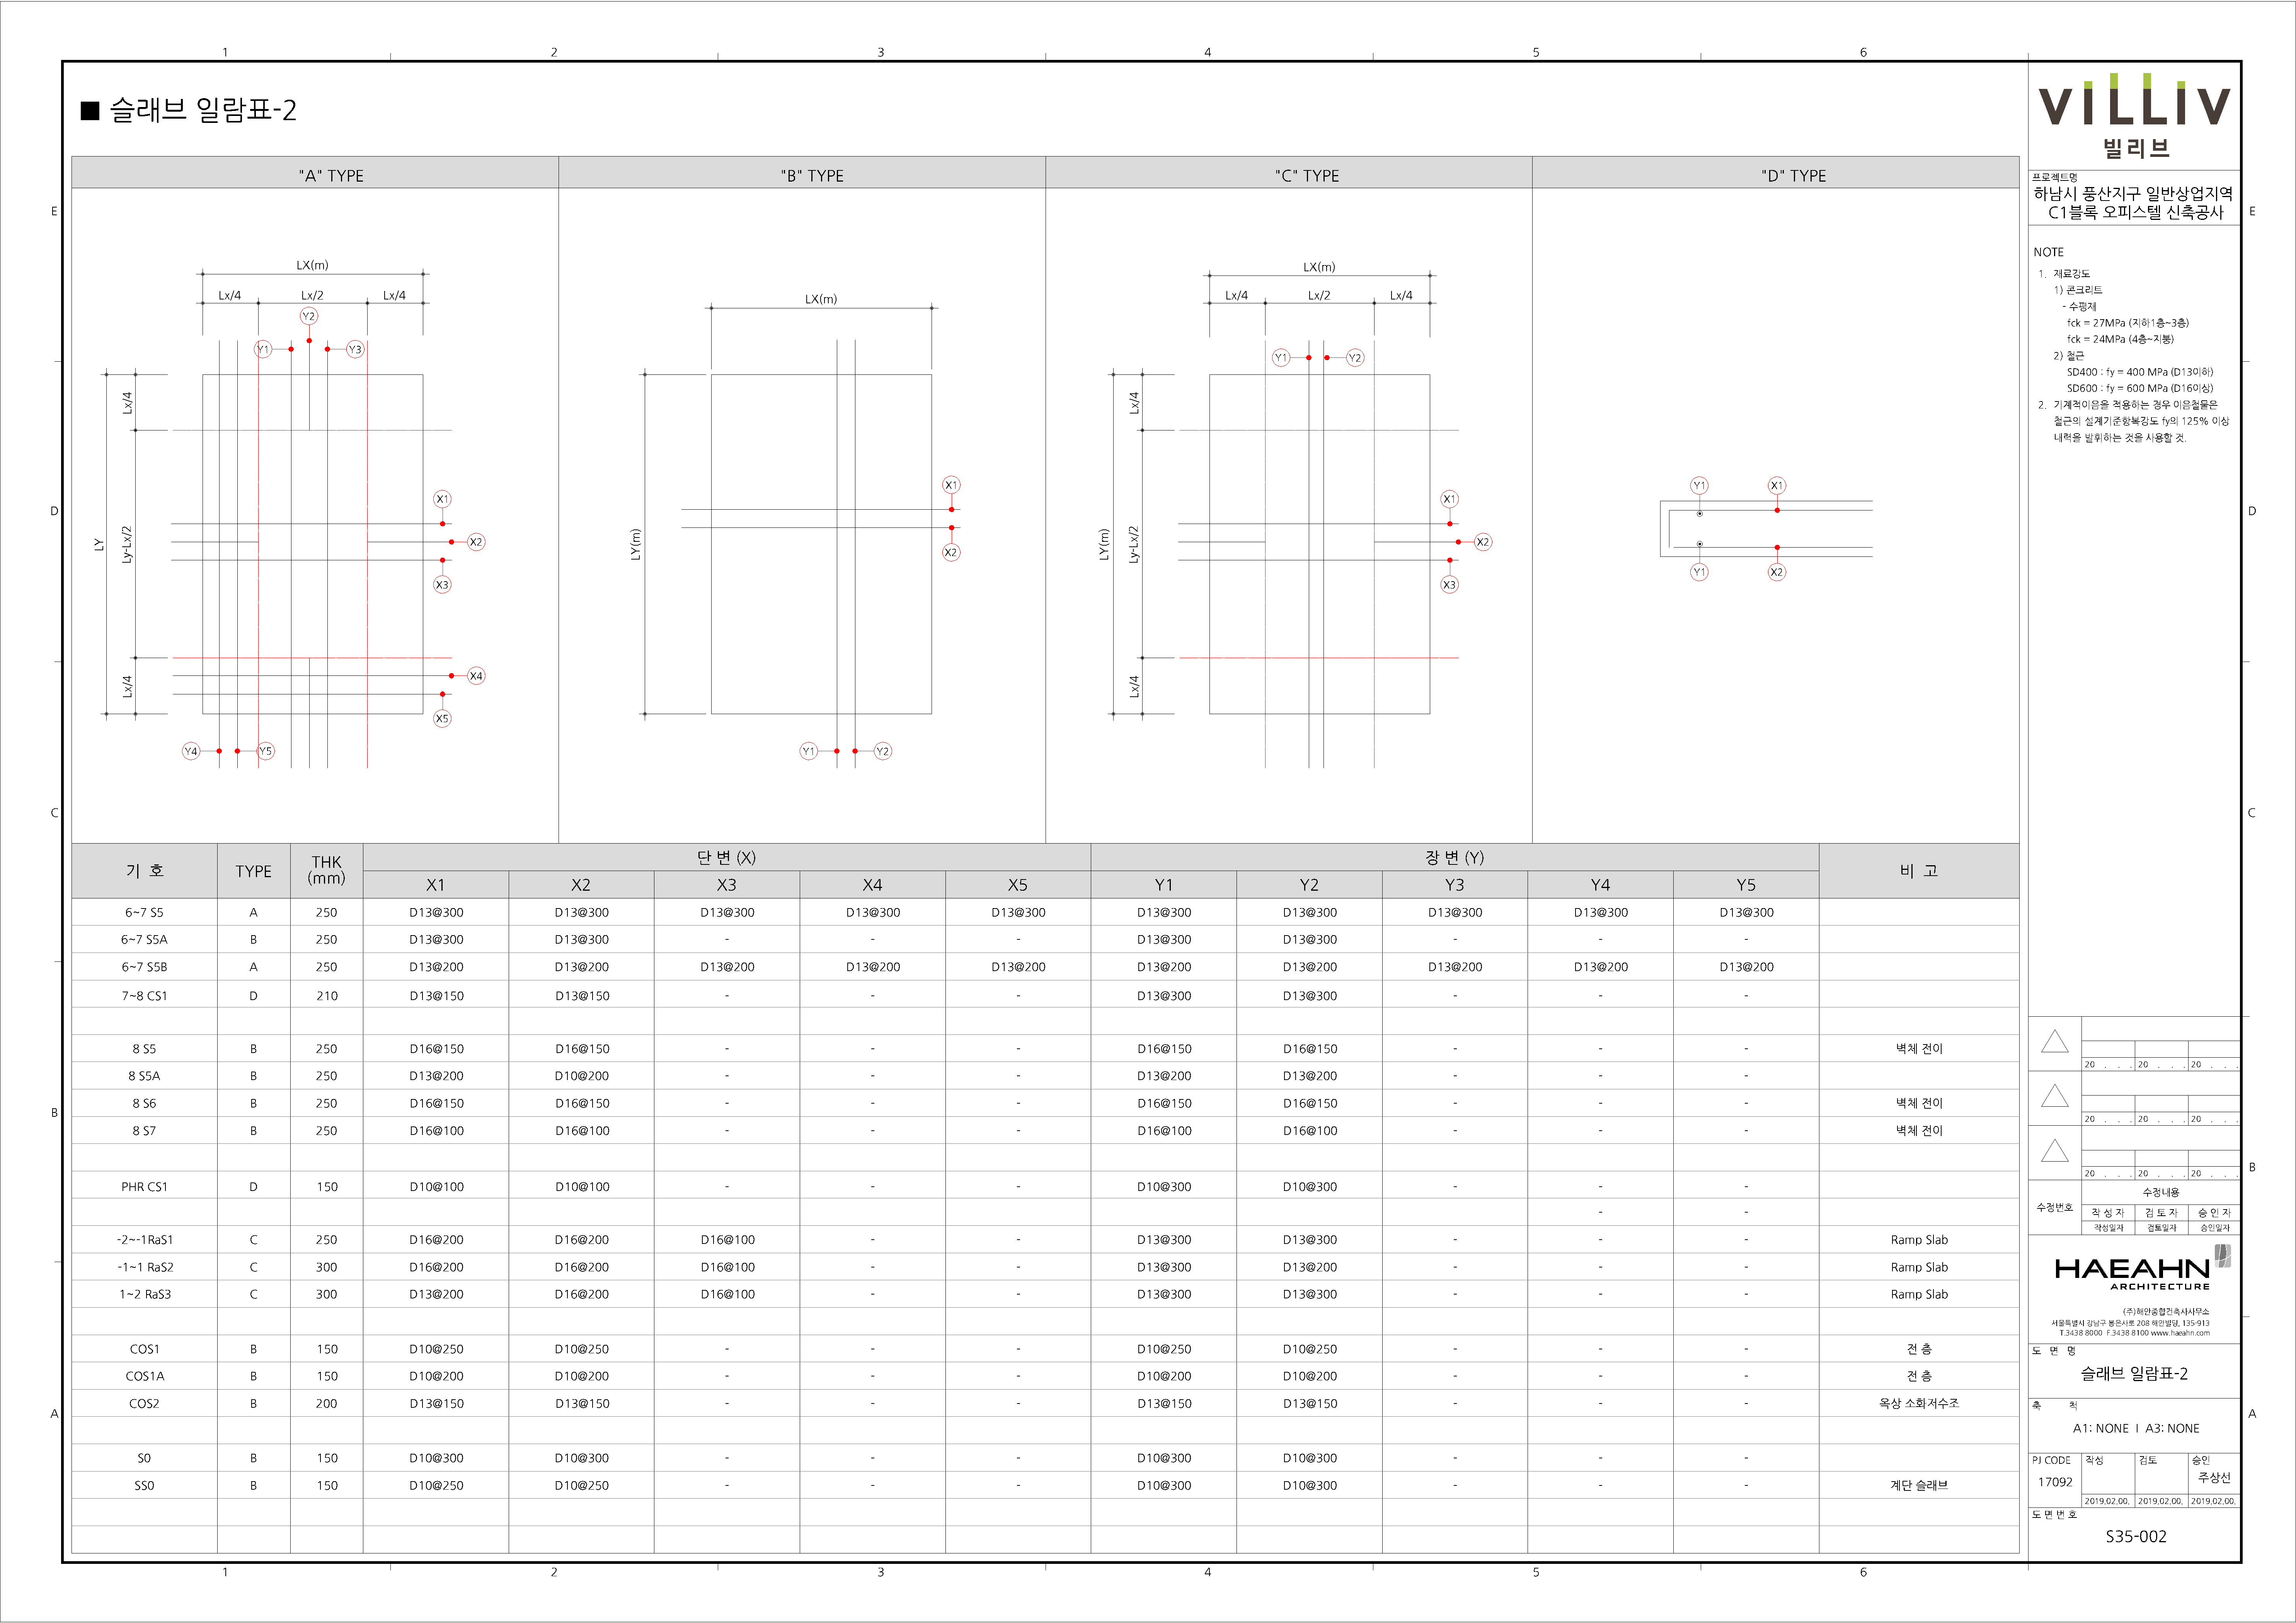 1 2 3 4 5 6
■ 슬래브 일람표-2
"A" TYPE "B" TYPE "C" TYPE "D" TYPE
E E
D D
C C
B B
A A
LX(m)
Lx/4 Lx/2 Lx/4
Y2
Y1 Y3
LY
Lx/4
Ly-Lx/2
Lx/4
X1
X2
X3
X4
X5
Y4 Y5
LX(m)
LY(m)
X1
X2
Y1 Y2
LX(m)
Lx/4 Lx/2 Lx/4
Y1 Y2
LY(m)
Lx/4
Ly-Lx/2
Lx/4
X1
X2
X3
Y1 X1
Y1 X2
기 호 TYPE THK (mm) 단 변 (X) 장 변 (Y) 비 고
X1 X2 X3 X4 X5 Y1 Y2 Y3 Y4 Y5
6~7 S5 A 250 D13@300 D13@300 D13@300 D13@300 D13@300 D13@300 D13@300 D13@300 D13@300 D13@300
6~7 S5A B 250 D13@300 D13@300 - - - D13@300 D13@300 - - -
6~7 S5B A 250 D13@200 D13@200 D13@200 D13@200 D13@200 D13@200 D13@200 D13@200 D13@200 D13@200
7~8 CS1 D 210 D13@150 D13@150 - - - D13@300 D13@300 - - -
8 S5 B 250 D16@150 D16@150 - - - D16@150 D16@150 - - - 벽체 전이
8 S5A B 250 D13@200 D10@200 - - - D13@200 D13@200 - - -
8 S6 B 250 D16@150 D16@150 - - - D16@150 D16@150 - - - 벽체 전이
8 S7 B 250 D16@100 D16@100 - - - D16@100 D16@100 - - - 벽체 전이
PHR CS1 D 150 D10@100 D10@100 - - - D10@300 D10@300 - - -
- -
-2~-1RaS1 C 250 D16@200 D16@200 D16@100 - - D13@300 D13@300 - - - Ramp Slab
-1~1 RaS2 C 300 D16@200 D16@200 D16@100 - - D13@300 D13@200 - - - Ramp Slab
1~2 RaS3 C 300 D13@200 D16@200 D16@100 - - D13@300 D13@300 - - - Ramp Slab
COS1 B 150 D10@250 D10@250 - - - D10@250 D10@250 - - - 전 층
COS1A B 150 D10@200 D10@200 - - - D10@200 D10@200 - - - 전 층
COS2 B 200 D13@150 D13@150 - - - D13@150 D13@150 - - - 옥상 소화저수조
S0 B 150 D10@300 D10@300 - - - D10@300 D10@300 - - -
SS0 B 150 D10@250 D10@250 - - - D10@300 D10@300 - - - 계단 슬래브
1 2 3 4 5 6
VILLIV
빌리브
프로젝트명
하남시 풍산지구 일반상업지역
C1블록 오피스텔 신축공사
NOTE
1. 재료강도
1) 콘크리트
- 수평재
fck = 27MPa (지하1층~3층)
fck = 24MPa (4층~지붕)
2) 철근
SD400 : fy = 400 MPa (D13이하)
SD600 : fy = 600 MPa (D16이상)
2. 기계적이음을 적용하는 경우 이음철물은
철근의 설계기준항복강도 fy의 125% 이상
내력을 발휘하는 것을 사용할 것.
20 . . . 20 . . . 20 . . .
20 . . . 20 . . . 20 . . .
20 . . . 20 . . . 20 . . .
수정번호 수정내용
작 성 자 검 토 자 승 인 자
작성일자 검토일자 승인일자
HAEAHN
ARCHITECTURE
(주)해안종합건축사사무소
서울특별시 강남구 봉은사로 208 해안빌딩, 135-913
T.3438 8000 F.3438 8100 www.haeahn.com
도 면 명
슬래브 일람표-2
축 척
A1: NONE I A3: NONE
PJ CODE 작성 검토 승인
17092 주상선
2019.02.00. 2019.02.00. 2019.02.00.
도 면 번 호
S35-002